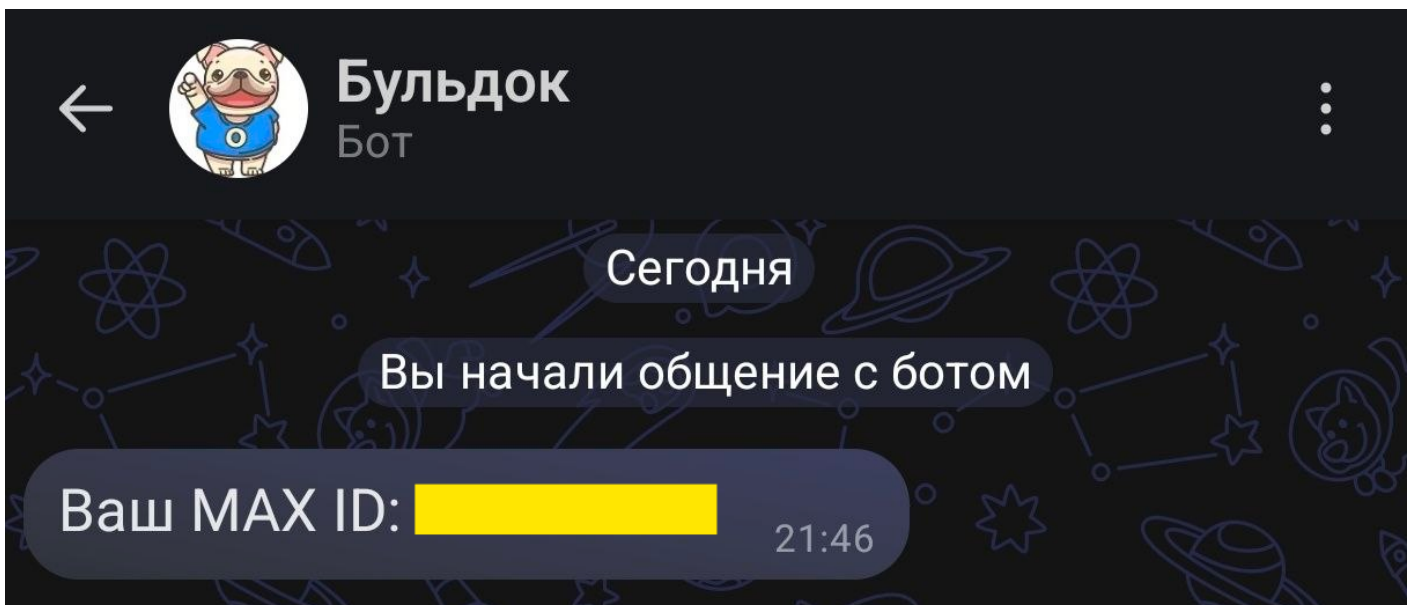 Бульдок
Бот
Сегодня
Вы начали общение с ботом
Ваш MAX ID:
21:46